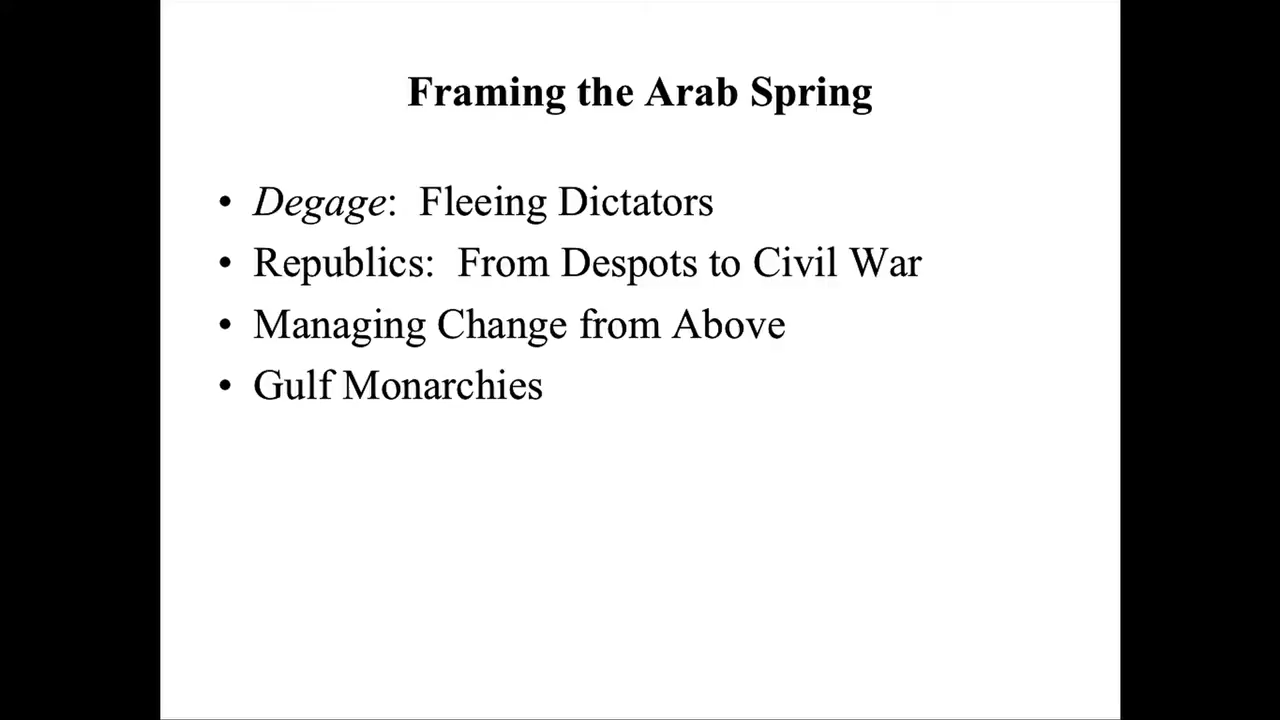 Framing the Arab Spring
• Degage: Fleeing Dictators
• Republics: From Despots to Civil War
• Managing Change from Above
• Gulf Monarchies